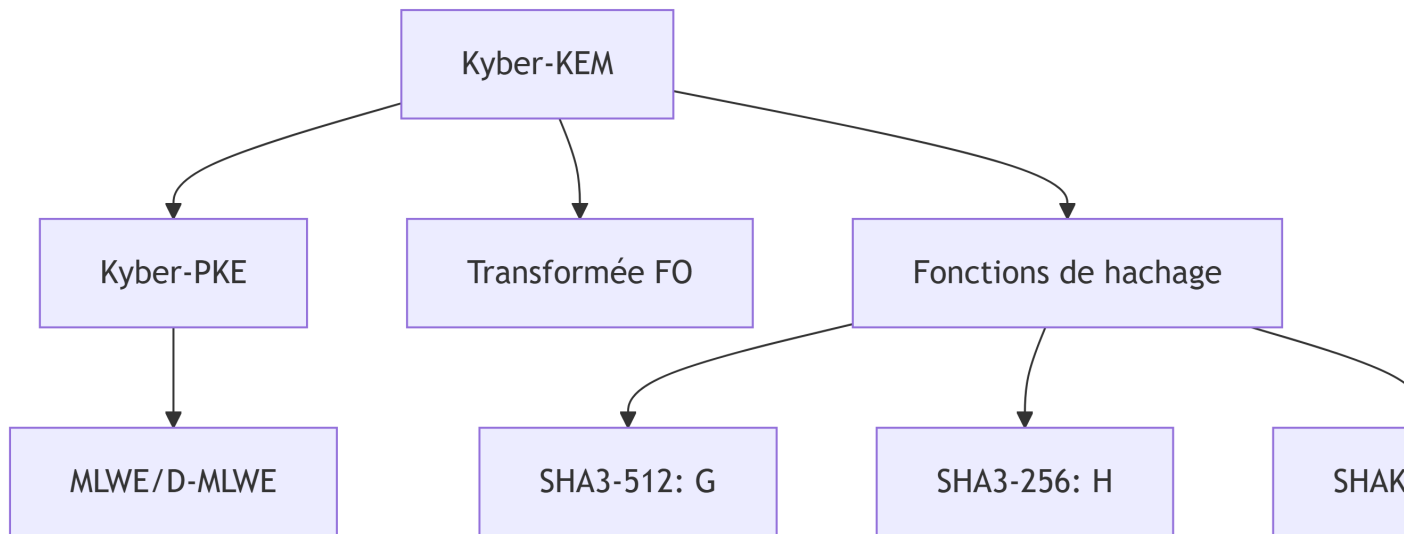 Kyber-KEM
Kyber-PKE
Transformée FO
Fonctions de hachage
MLWE/D-MLWE
SHA3-512: G
SHA3-256: H